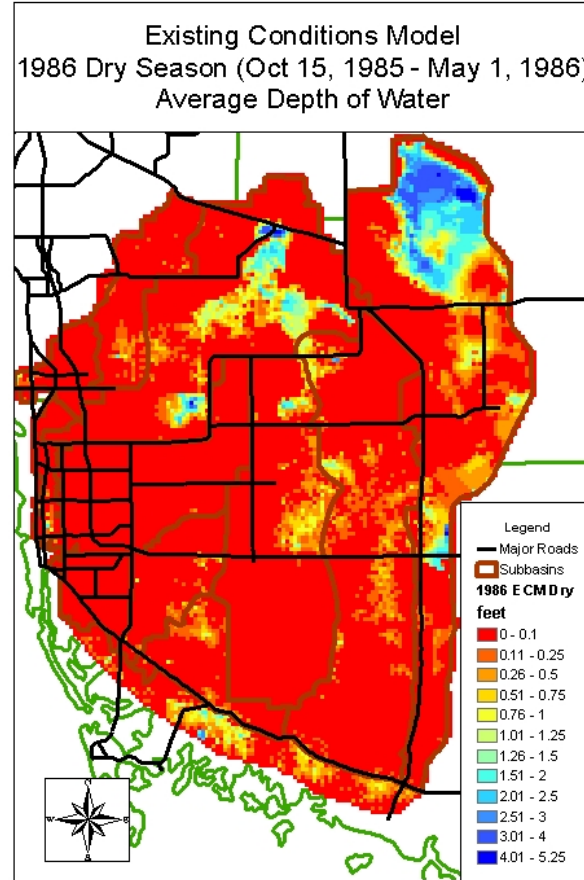 Existing Conditions Model
1986 Dry Season (Oct 15, 1985 - May 1, 1986)
Average Depth of Water
Legend
Major Roads
Subbasins
1986 ECM Dry
feet
0 - 0.1
0.11 - 0.25
0.26 - 0.5
0.51 - 0.75
0.76 - 1
1.01 - 1.25
1.26 - 1.5
1.51 - 2
2.01 - 2.5
2.51 - 3
3.01 - 4
4.01 - 5.25
W
E